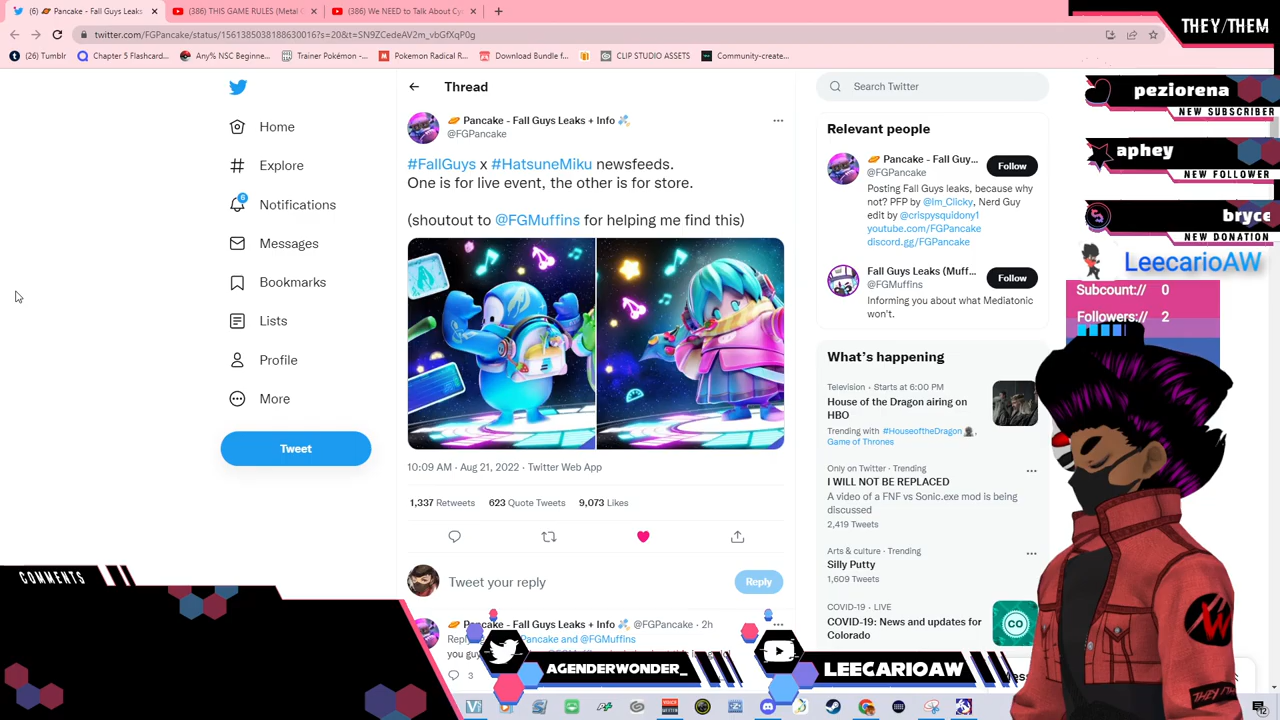 (6) Pancake - Fall Guys Leaks
(386) THIS GAME RULES (Metal G
(386) We NEED to Talk About Cy
THEY/THEM
twitter.com/FGPancake/status/1561385038188630016?s=20&t=SN9ZCedeAV2m_vbGfXqP0g
(26) Tumblr
Chapter 5 Flashcard...
Any% NSC Beginner...
Trainer Pokémon -...
Pokemon Radical R...
Download Bundle f...
CLIP STUDIO ASSETS
Community-create...
Home
Explore
6
Notifications
Messages
Bookmarks
Lists
Profile
More
Tweet
Thread
Pancake - Fall Guys Leaks + Info
@FGPancake
#FallGuys x #HatsuneMiku newsfeeds.
One is for live event, the other is for store.
(shoutout to @FGMuffins for helping me find this)
10:09 AM · Aug 21, 2022 · Twitter Web App
1,337 Retweets 623 Quote Tweets 9,073 Likes
Tweet your reply
Reply
Pancake - Fall Guys Leaks + Info @FGPancake · 2h
3
Search Twitter
Relevant people
Pancake - Fall Guy...
@FGPancake
Follow
Posting Fall Guys leaks, because why
not? PFP by @Im_Clicky, Nerd Guy
edit by @crispysquidony1
youtube.com/FGPancake
discord.gg/FGPancake
Fall Guys Leaks (Muff...
@FGMuffins
Follow
Informing you about what Mediatonic
won't.
What's happening
Television · Starts at 6:00 PM
House of the Dragon airing on
HBO
Trending with #HouseoftheDragon,
Game of Thrones
Only on Twitter · Trending
I WILL NOT BE REPLACED
A video of a FNF vs Sonic.exe mod is being
discussed
2,419 Tweets
Arts & culture · Trending
Silly Putty
1,609 Tweets
COVID-19 · LIVE
COVID-19: News and updates for
Colorado
CO
peziorena
NEW SUBSCRIBER
aphey
NEW FOLLOWER
bryce
NEW DONATION
LeecarioAW
Subcount:// 0
Followers:// 2
COMMENTS
AGENDERWONDER_
LEECARIOAW
THEY/THEM
12